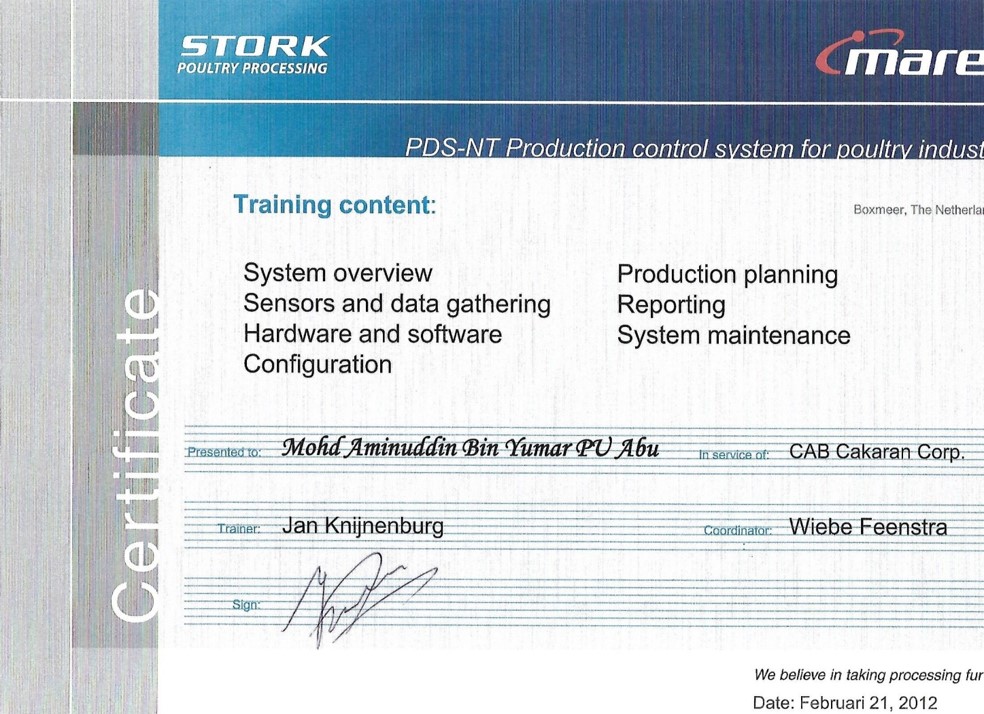 STORK
POULTRY PROCESSING
mare
PDS-NT Production control system for poultry indust
Training content:
Boxmeer, The Netherlan
System overview
Sensors and data gathering
Hardware and software
Configuration
Production planning
Reporting
System maintenance
Certificate
Presented to: Mohd Aminuddin Bin Yumar PU Abu
In service of: CAB Cakaran Corp.
Trainer: Jan Knijnenburg
Coordinator: Wiebe Feenstra
Sign:
We believe in taking processing fur
Date: Februari 21, 2012